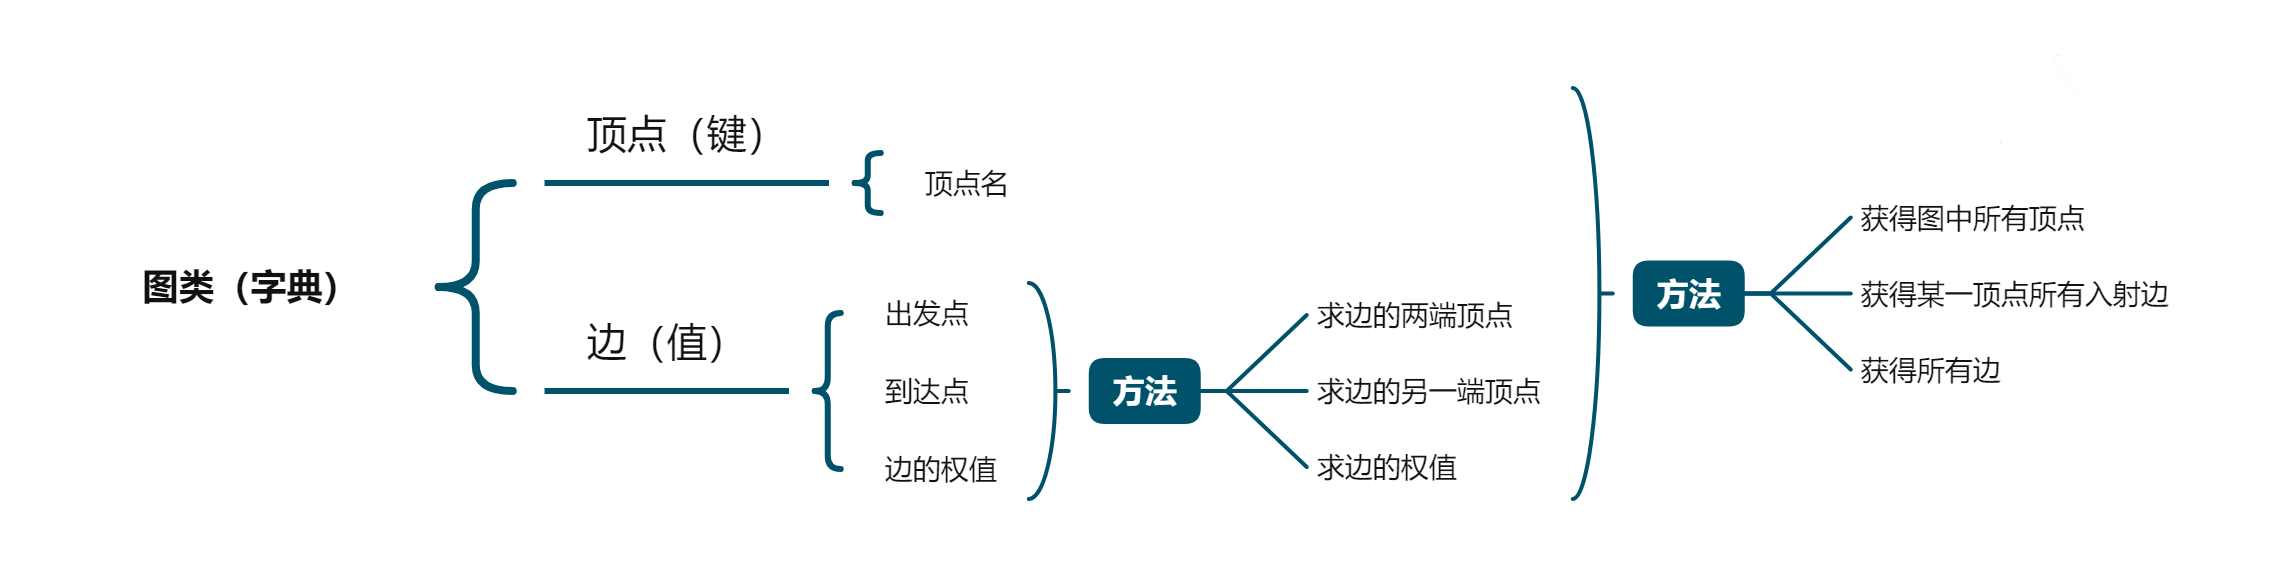 图类（字典）
顶点（键）
顶点名
边（值）
出发点
到达点
边的权值
方法
求边的两端顶点
求边的另一端顶点
求边的权值
方法
获得图中所有顶点
获得某一顶点所有入射边
获得所有边